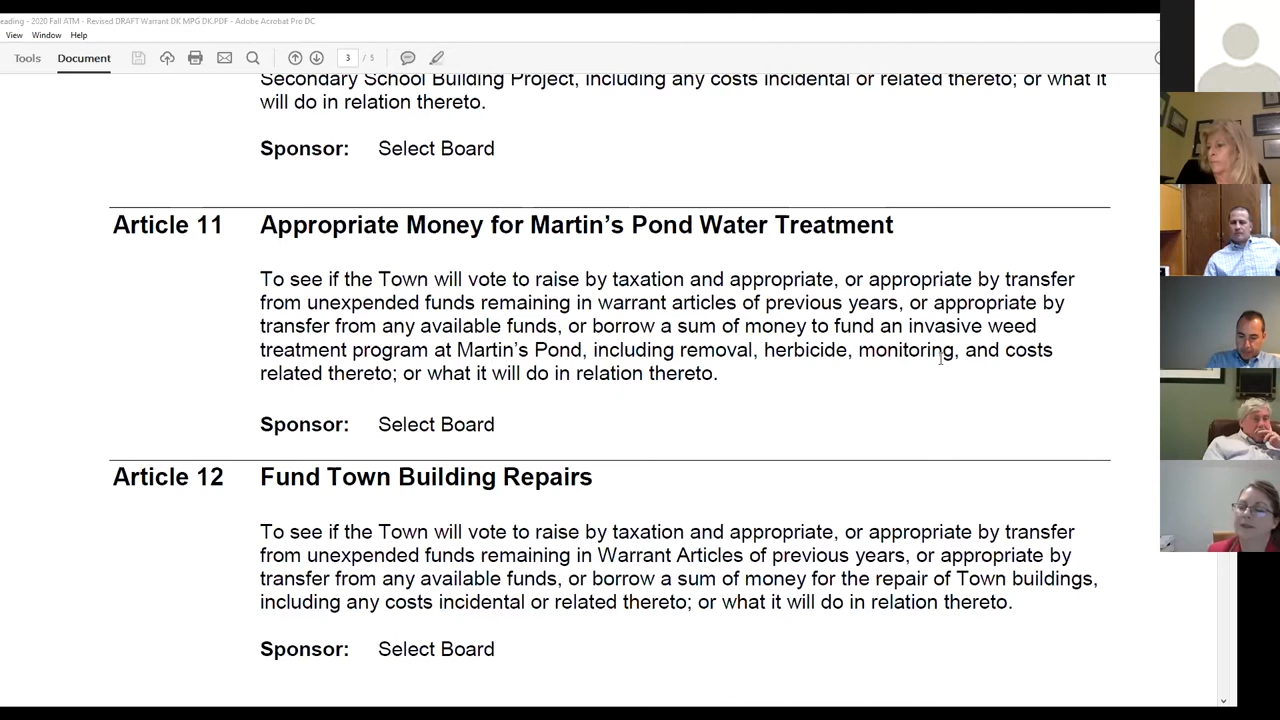 eading - 2020 Fall ATM - Revised DRAFT Warrant DK MPG DK.PDF - Adobe Acrobat Pro DC
View Window Help
Tools Document 3 / 5
Secondary School Building Project, including any costs incidental or related thereto; or what it
will do in relation thereto.
Sponsor: Select Board
Article 11 Appropriate Money for Martin’s Pond Water Treatment
To see if the Town will vote to raise by taxation and appropriate, or appropriate by transfer
from unexpended funds remaining in warrant articles of previous years, or appropriate by
transfer from any available funds, or borrow a sum of money to fund an invasive weed
treatment program at Martin’s Pond, including removal, herbicide, monitoring, and costs
related thereto; or what it will do in relation thereto.
Sponsor: Select Board
Article 12 Fund Town Building Repairs
To see if the Town will vote to raise by taxation and appropriate, or appropriate by transfer
from unexpended funds remaining in Warrant Articles of previous years, or appropriate by
transfer from any available funds, or borrow a sum of money for the repair of Town buildings,
including any costs incidental or related thereto; or what it will do in relation thereto.
Sponsor: Select Board